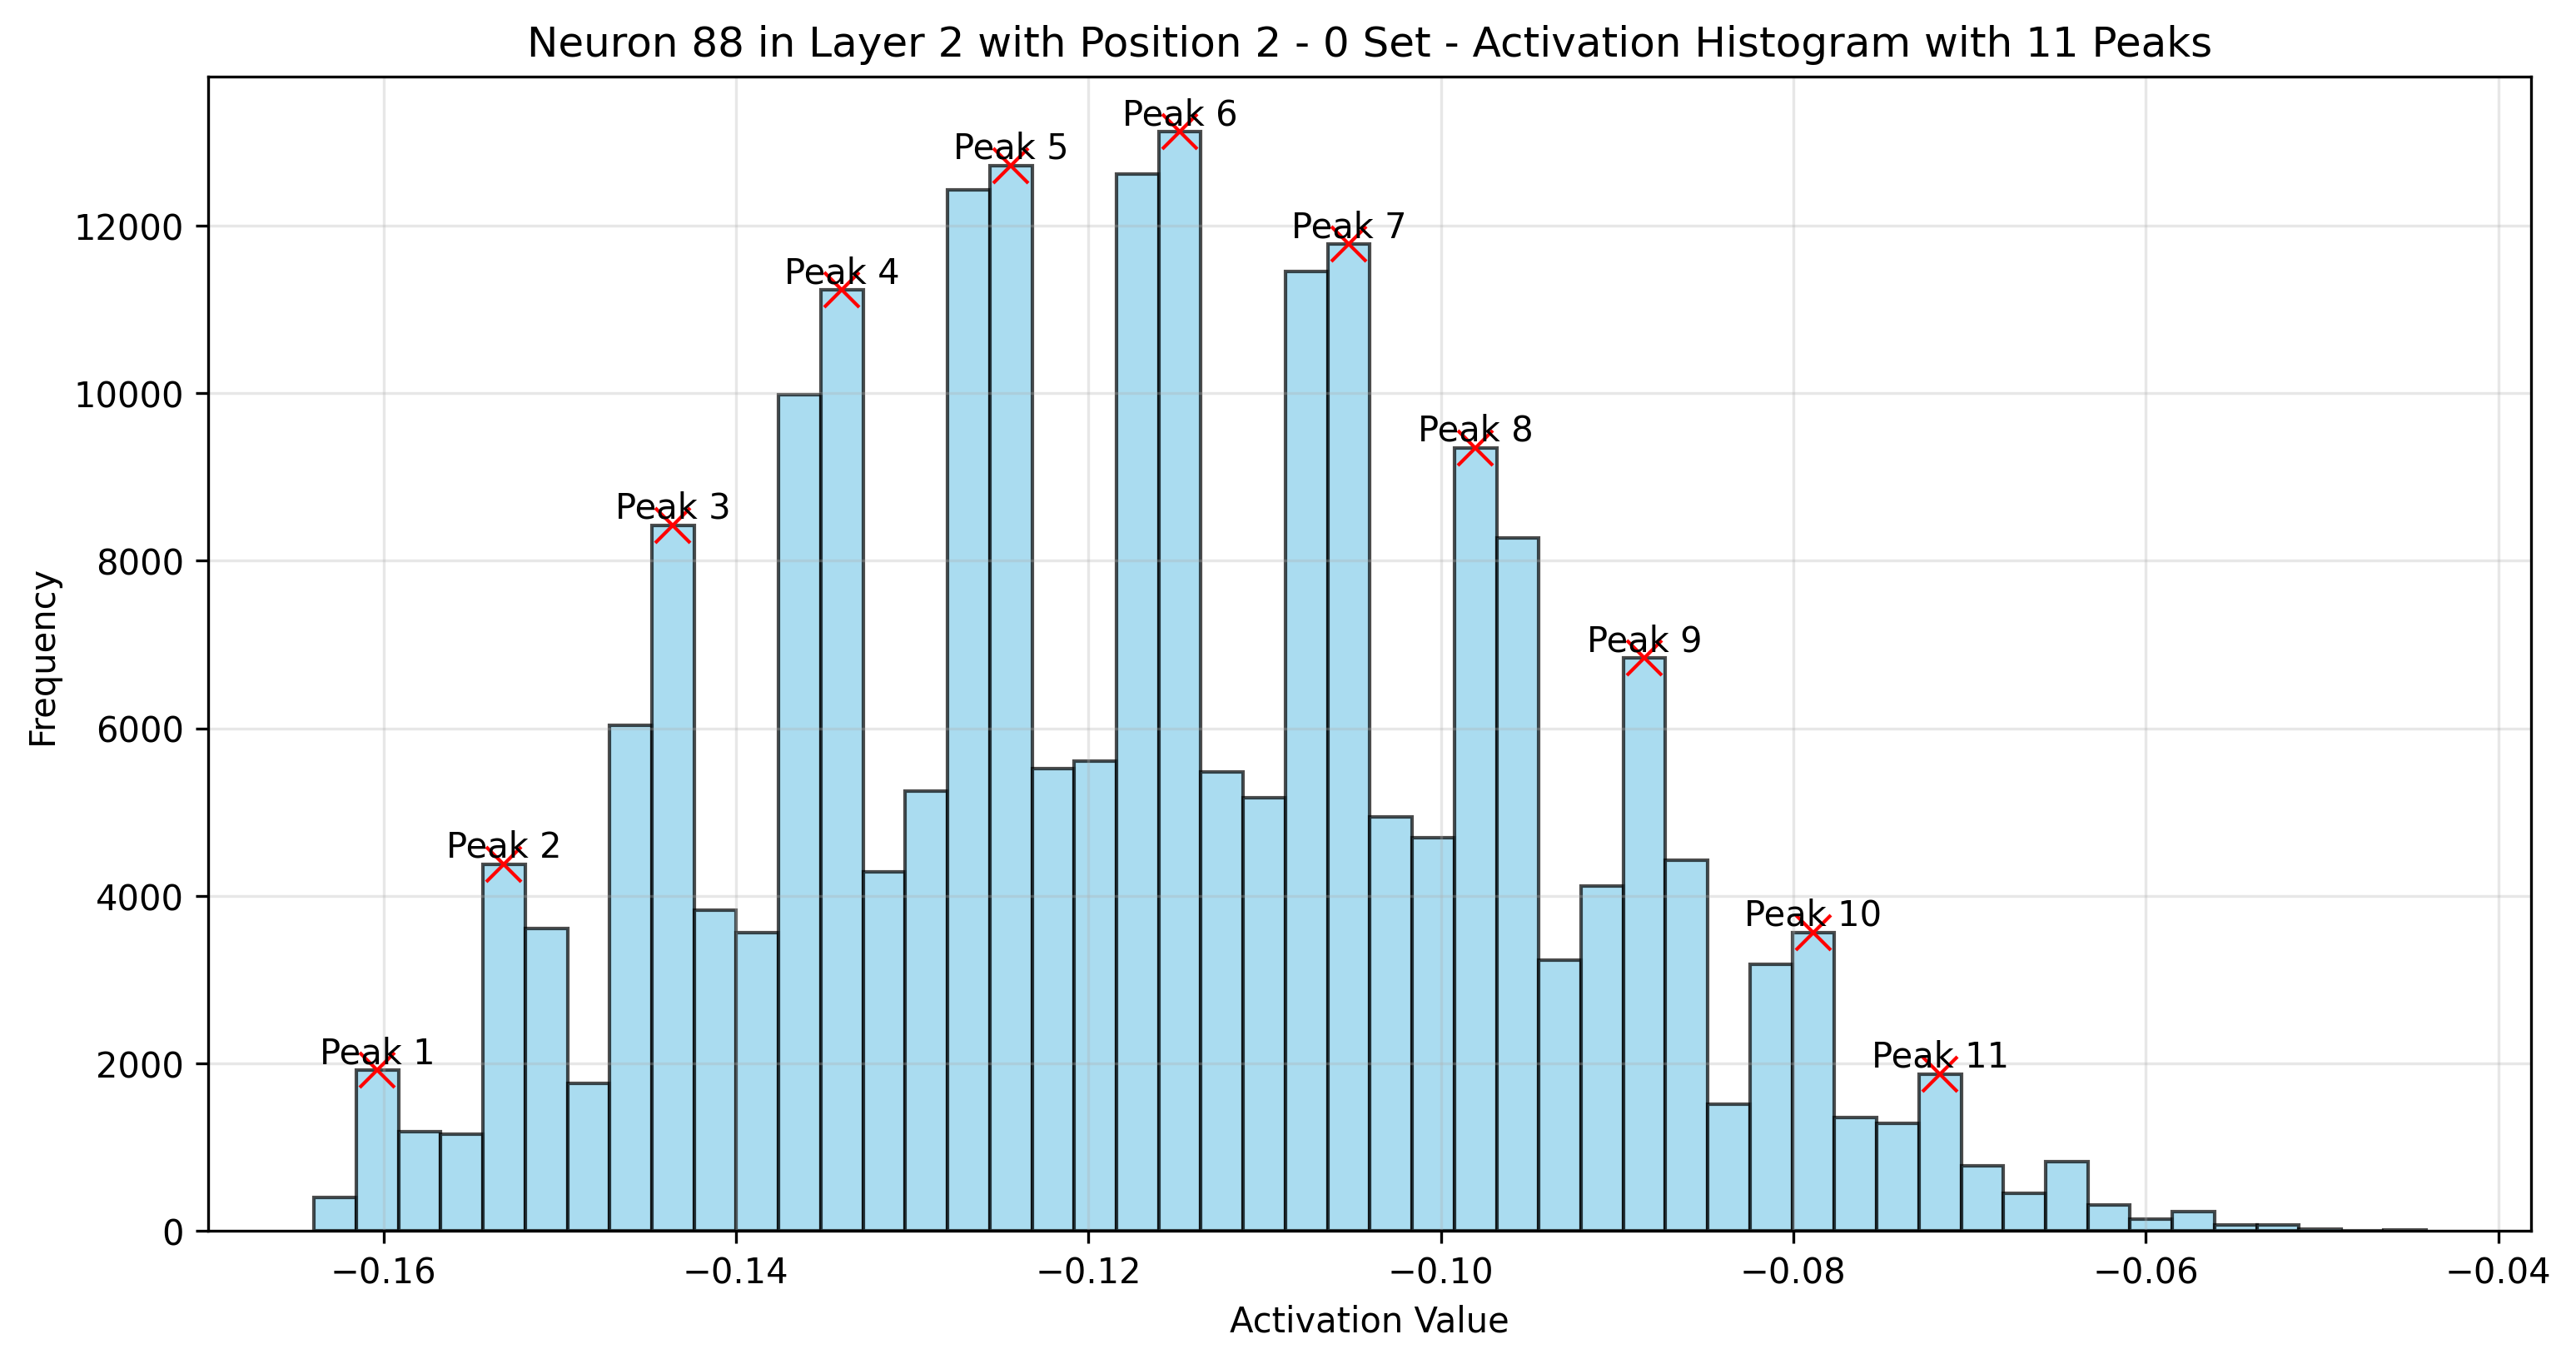 Neuron 88 in Layer 2 with Position 2 - 0 Set - Activation Histogram with 11 Peaks
Peak 6
Peak 5
Peak 7
Peak 4
Peak 8
Peak 3
Peak 9
Peak 2
Peak 10
Peak 1
Peak 11
12000
10000
8000
6000
4000
2000
0
Frequency
−0.16
−0.14
−0.12
−0.10
−0.08
−0.06
−0.04
Activation Value